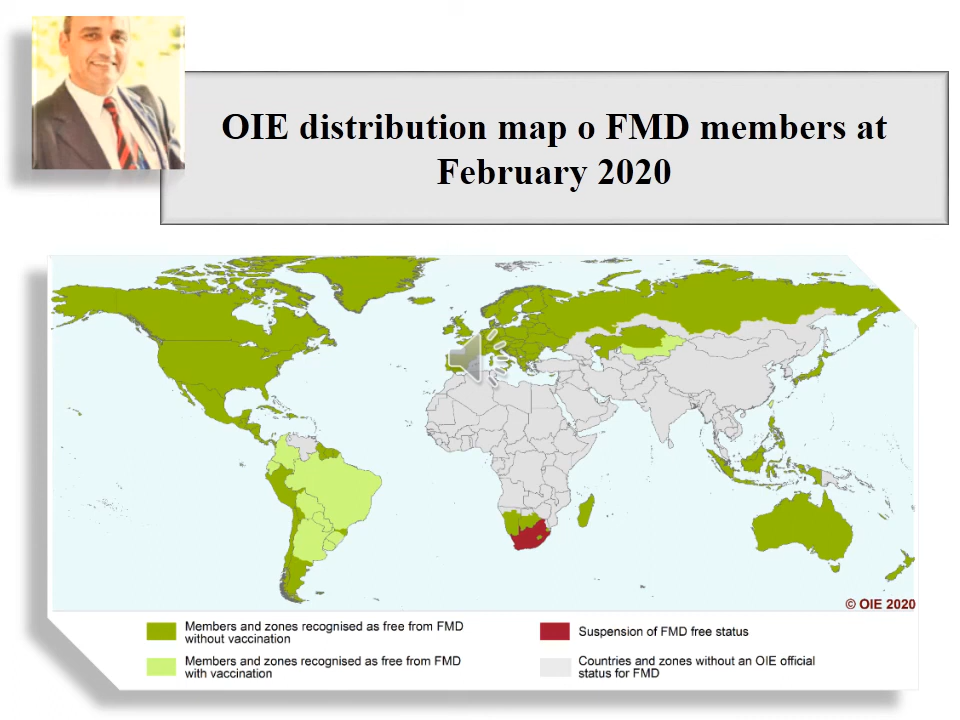 OIE distribution map o FMD members at
February 2020
© OIE 2020
Members and zones recognised as free from FMD
without vaccination
Members and zones recognised as free from FMD
with vaccination
Suspension of FMD free status
Countries and zones without an OIE official
status for FMD